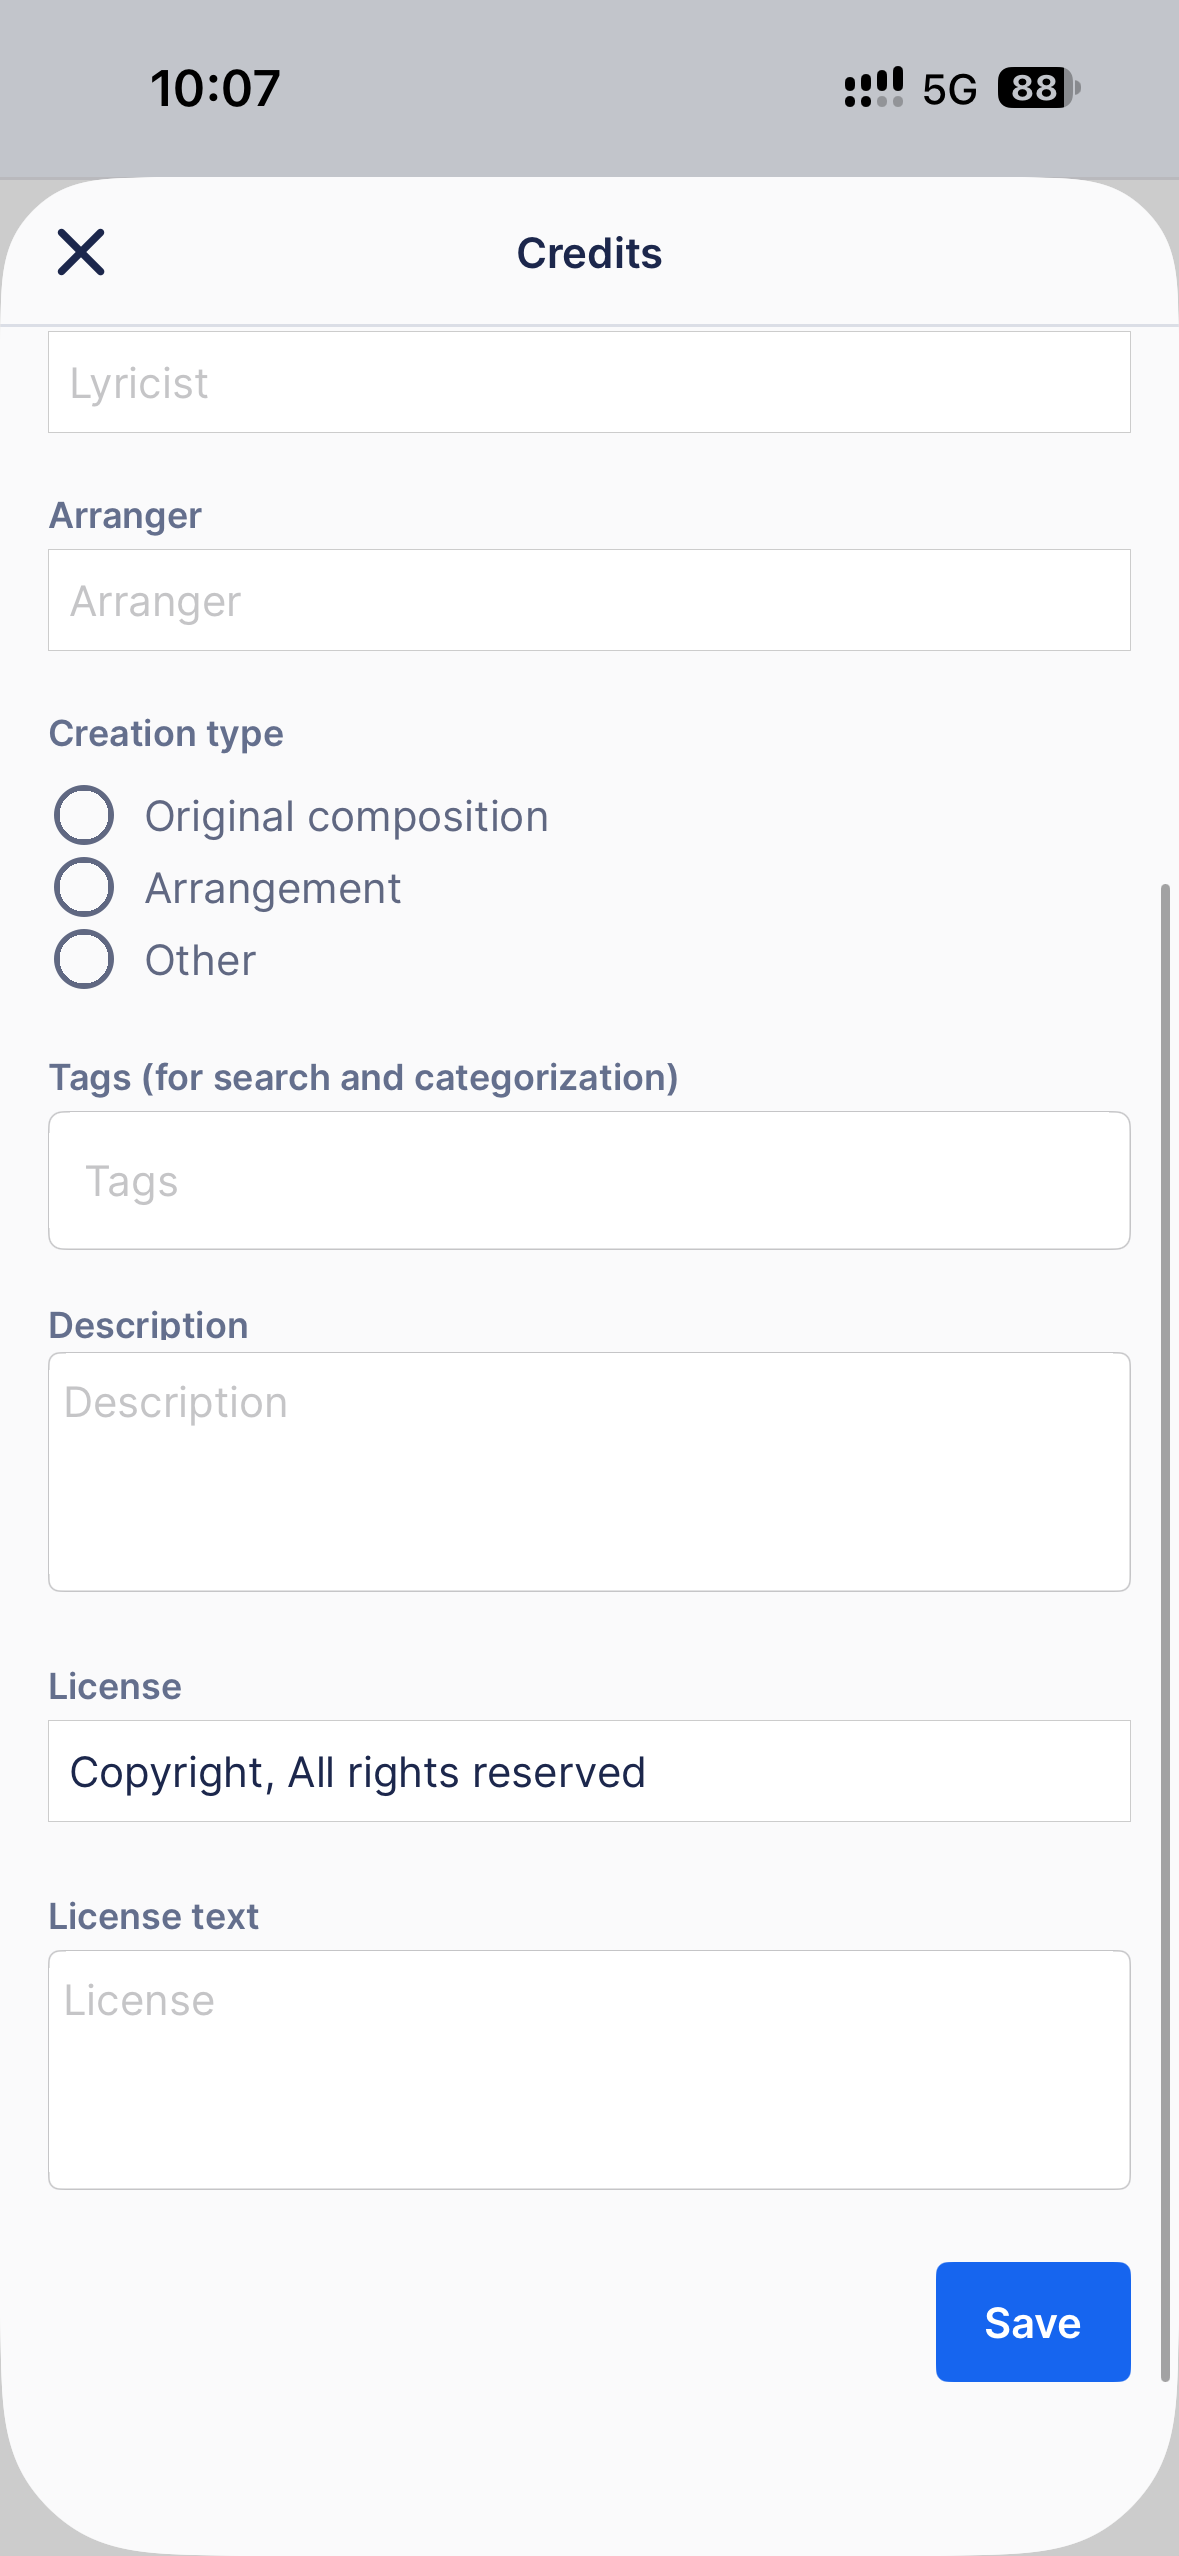 10:07
5G 88
Credits
Lyricist
Arranger
Arranger
Creation type
Original composition
Arrangement
Other
Tags (for search and categorization)
Tags
Description
Description
License
Copyright, All rights reserved
License text
License
Save